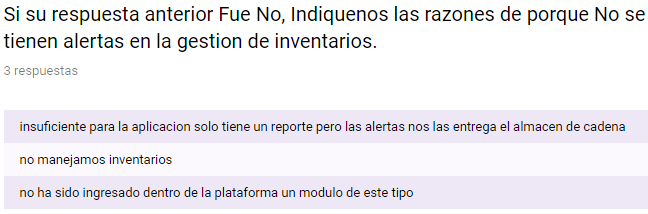 Si su respuesta anterior Fue No, Indiquenos las razones de porque No se
tienen alertas en la gestion de inventarios.
3 respuestas
insuficiente para la aplicacion solo tiene un reporte pero las alertas nos las entrega el almacen de cadena
no manejamos inventarios
no ha sido ingresado dentro de la plataforma un modulo de este tipo